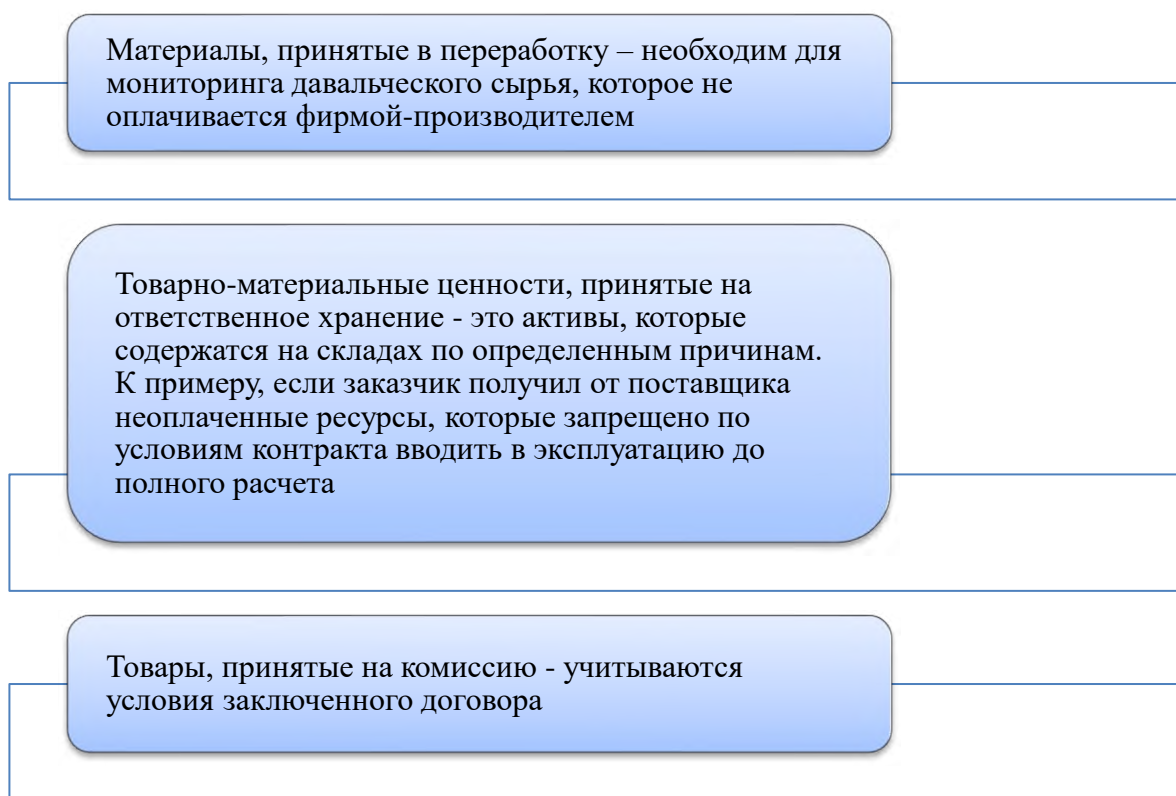 Материалы, принятые в переработку – необходим для
мониторинга давальческого сырья, которое не
оплачивается фирмой-производителем
Товарно-материальные ценности, принятые на
ответственное хранение - это активы, которые
содержатся на складах по определенным причинам.
К примеру, если заказчик получил от поставщика
неоплаченные ресурсы, которые запрещено по
условиям контракта вводить в эксплуатацию до
полного расчета
Товары, принятые на комиссию - учитываются
условия заключенного договора